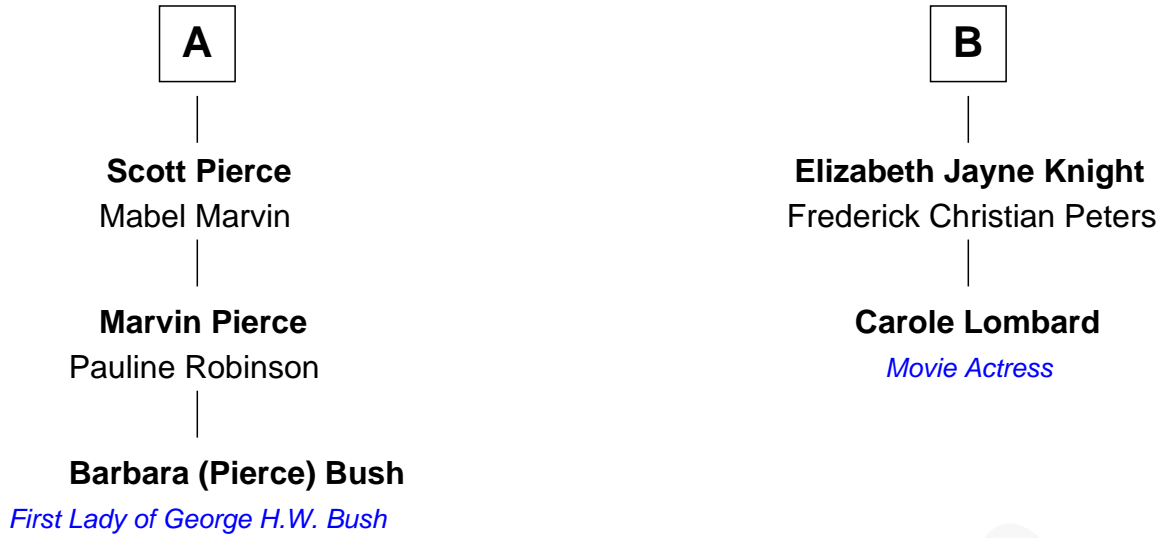 A
Scott Pierce
Mabel Marvin
Marvin Pierce
Pauline Robinson
Barbara (Pierce) Bush
First Lady of George H.W. Bush
B
Elizabeth Jayne Knight
Frederick Christian Peters
Carole Lombard
Movie Actress